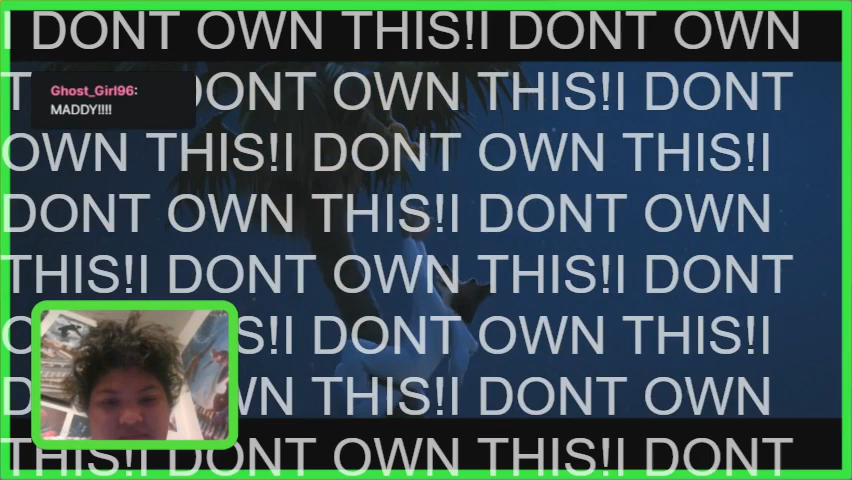 I DONT OWN THIS!I DONT OWN
T
Ghost_Girl96:
MADDY!!!!
DONT OWN THIS!I DONT
OWN THIS!I DONT OWN THIS!I
DONT OWN THIS!I DONT OWN
THIS!I DONT OWN THIS!I DONT
O S!I DONT OWN THIS!I
D WN THIS!I DONT OWN
THIS!I DONT OWN THIS!I DONT